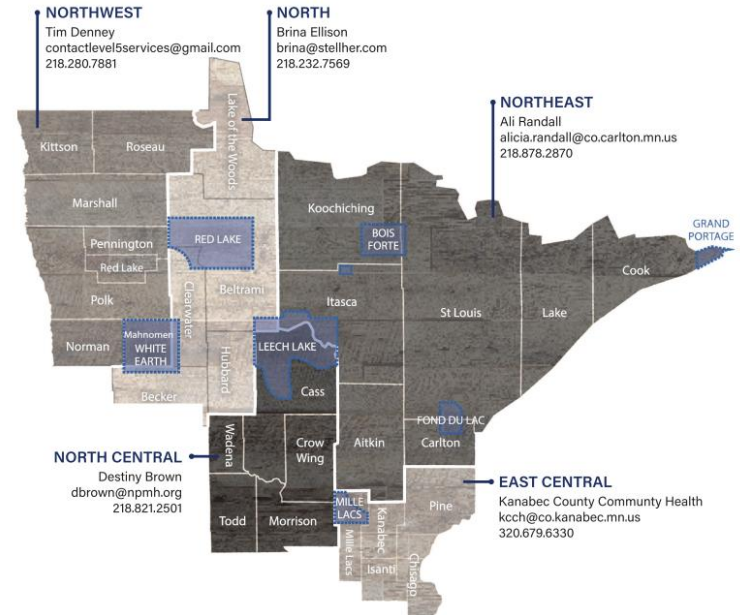 NORTHWEST
Tim Denney
contactlevel5services@gmail.com
218.280.7881
NORTH
Brina Ellison
brina@stellher.com
218.232.7569
NORTHEAST
Ali Randall
alicia.randall@co.carlton.mn.us
218.878.2870
Kittson
Roseau
Lake of the Woods
Marshall
Koochiching
Pennington
RED LAKE
BOIS
FORTE
GRAND
PORTAGE
Red Lake
Cook
Polk
Clearwater
Beltrami
Itasca
St Louis
Lake
Norman
Mahnomen
WHITE
EARTH
Hubbard
LEECH LAKE
Becker
Cass
FOND DU LAC
Carlton
Wadena
Crow
Wing
Aitkin
NORTH CENTRAL
Destiny Brown
dbrown@npmh.org
218.821.2501
Todd
Morrison
MILLE
LACS
Mille Lacs
Kanabec
Pine
Isanti
Chisago
EAST CENTRAL
Kanabec County Communty Health
kcch@co.kanabec.mn.us
320.679.6330